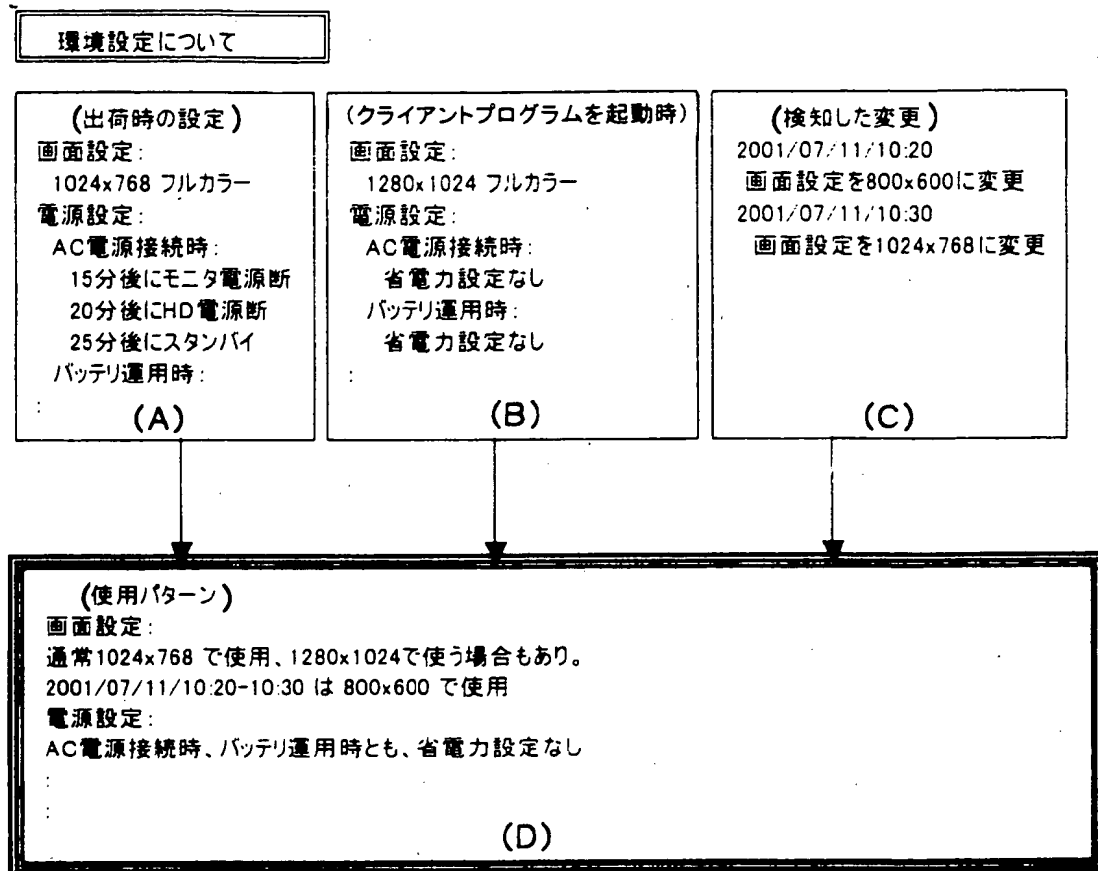 環境設定について
(出荷時の設定)
画面設定:
1024x768 フルカラー
電源設定:
AC電源接続時:
15分後にモニタ電源断
20分後にHD電源断
25分後にスタンバイ
バッテリ運用時:
:
(A)
(クライアントプログラムを起動時)
画面設定:
1280x1024 フルカラー
電源設定:
AC電源接続時:
省電力設定なし
バッテリ運用時:
省電力設定なし
:
(B)
(検知した変更)
2001/07/11/10:20
画面設定を800x600に変更
2001/07/11/10:30
画面設定を1024x768に変更
(C)
(使用パターン)
画面設定:
通常1024x768 で使用、1280x1024で使う場合もあり。
2001/07/11/10:20-10:30 は 800x600 で使用
電源設定:
AC電源接続時、バッテリ運用時とも、省電力設定なし
:
:
(D)